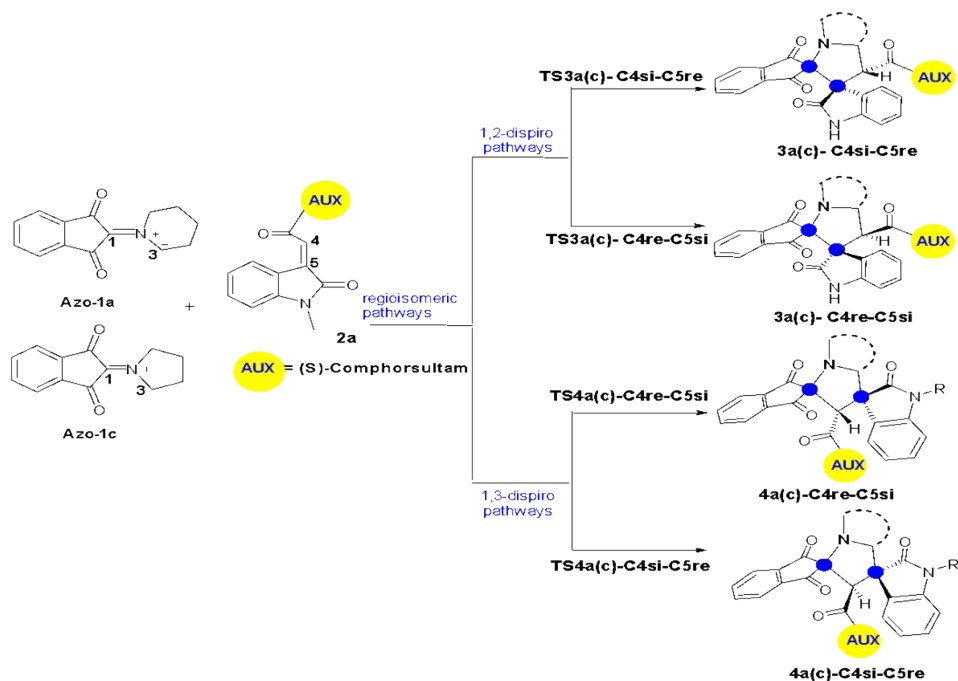 O
O
1
N
+
-
3
Azo-1a
+
O
O
1
N
-
3
Azo-1c
AUX
O
4
5
O
N
2a
AUX = (S)-Comphorsultam
regioisomeric
pathways
1,2-dispiro
pathways
1,3-dispiro
pathways
TS3a(c)- C4si-C5re
O
N
O
O
H
AUX
O
N
H
3a(c)- C4si-C5re
TS3a(c)- C4re-C5si
O
N
O
O
H
AUX
O
N
H
3a(c)- C4re-C5si
TS4a(c)-C4re-C5si
O
N
O
O
N-R
H
O
AUX
4a(c)-C4re-C5si
TS4a(c)-C4si-C5re
O
N
O
O
N-R
H
O
AUX
4a(c)-C4si-C5re